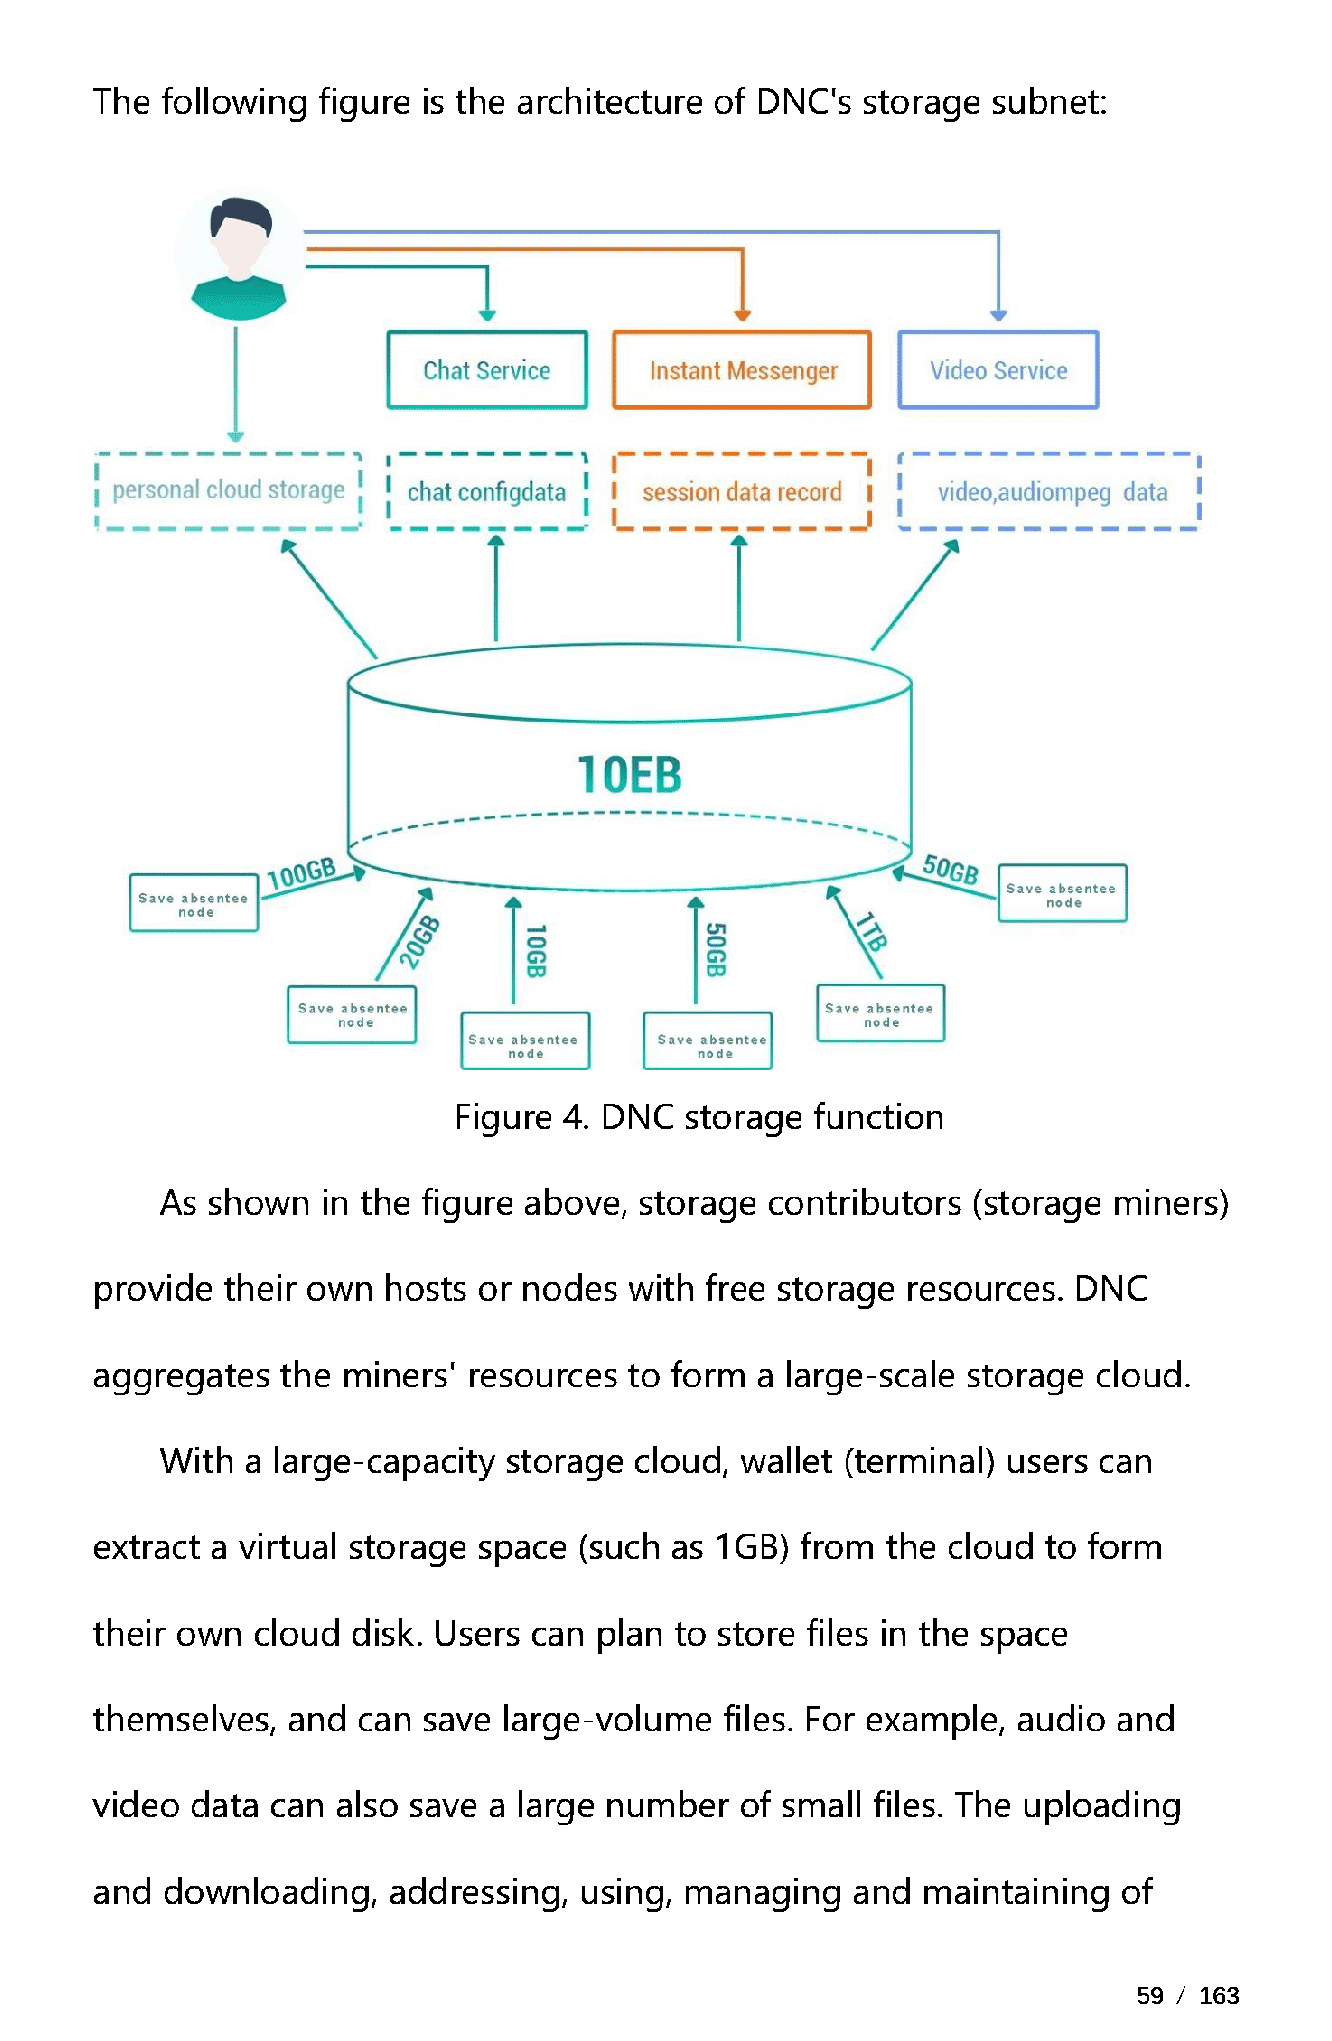 The following figure is the architecture of DNC's storage subnet:
Chat Service
Instant Messenger
Video Service
personal cloud storage
chat configdata
session data record
video,audiompeg data
10EB
100GB
20GB
10GB
50GB
1TB
50GB
Save absentee
node
Save absentee
node
Save absentee
node
Save absentee
node
Save absentee
node
Save absentee
node
Figure 4. DNC storage function
As shown in the figure above, storage contributors (storage miners)
provide their own hosts or nodes with free storage resources. DNC
aggregates the miners' resources to form a large-scale storage cloud.
With a large-capacity storage cloud, wallet (terminal) users can
extract a virtual storage space (such as 1GB) from the cloud to form
their own cloud disk. Users can plan to store files in the space
themselves, and can save large-volume files. For example, audio and
video data can also save a large number of small files. The uploading
and downloading, addressing, using, managing and maintaining of
59 / 163